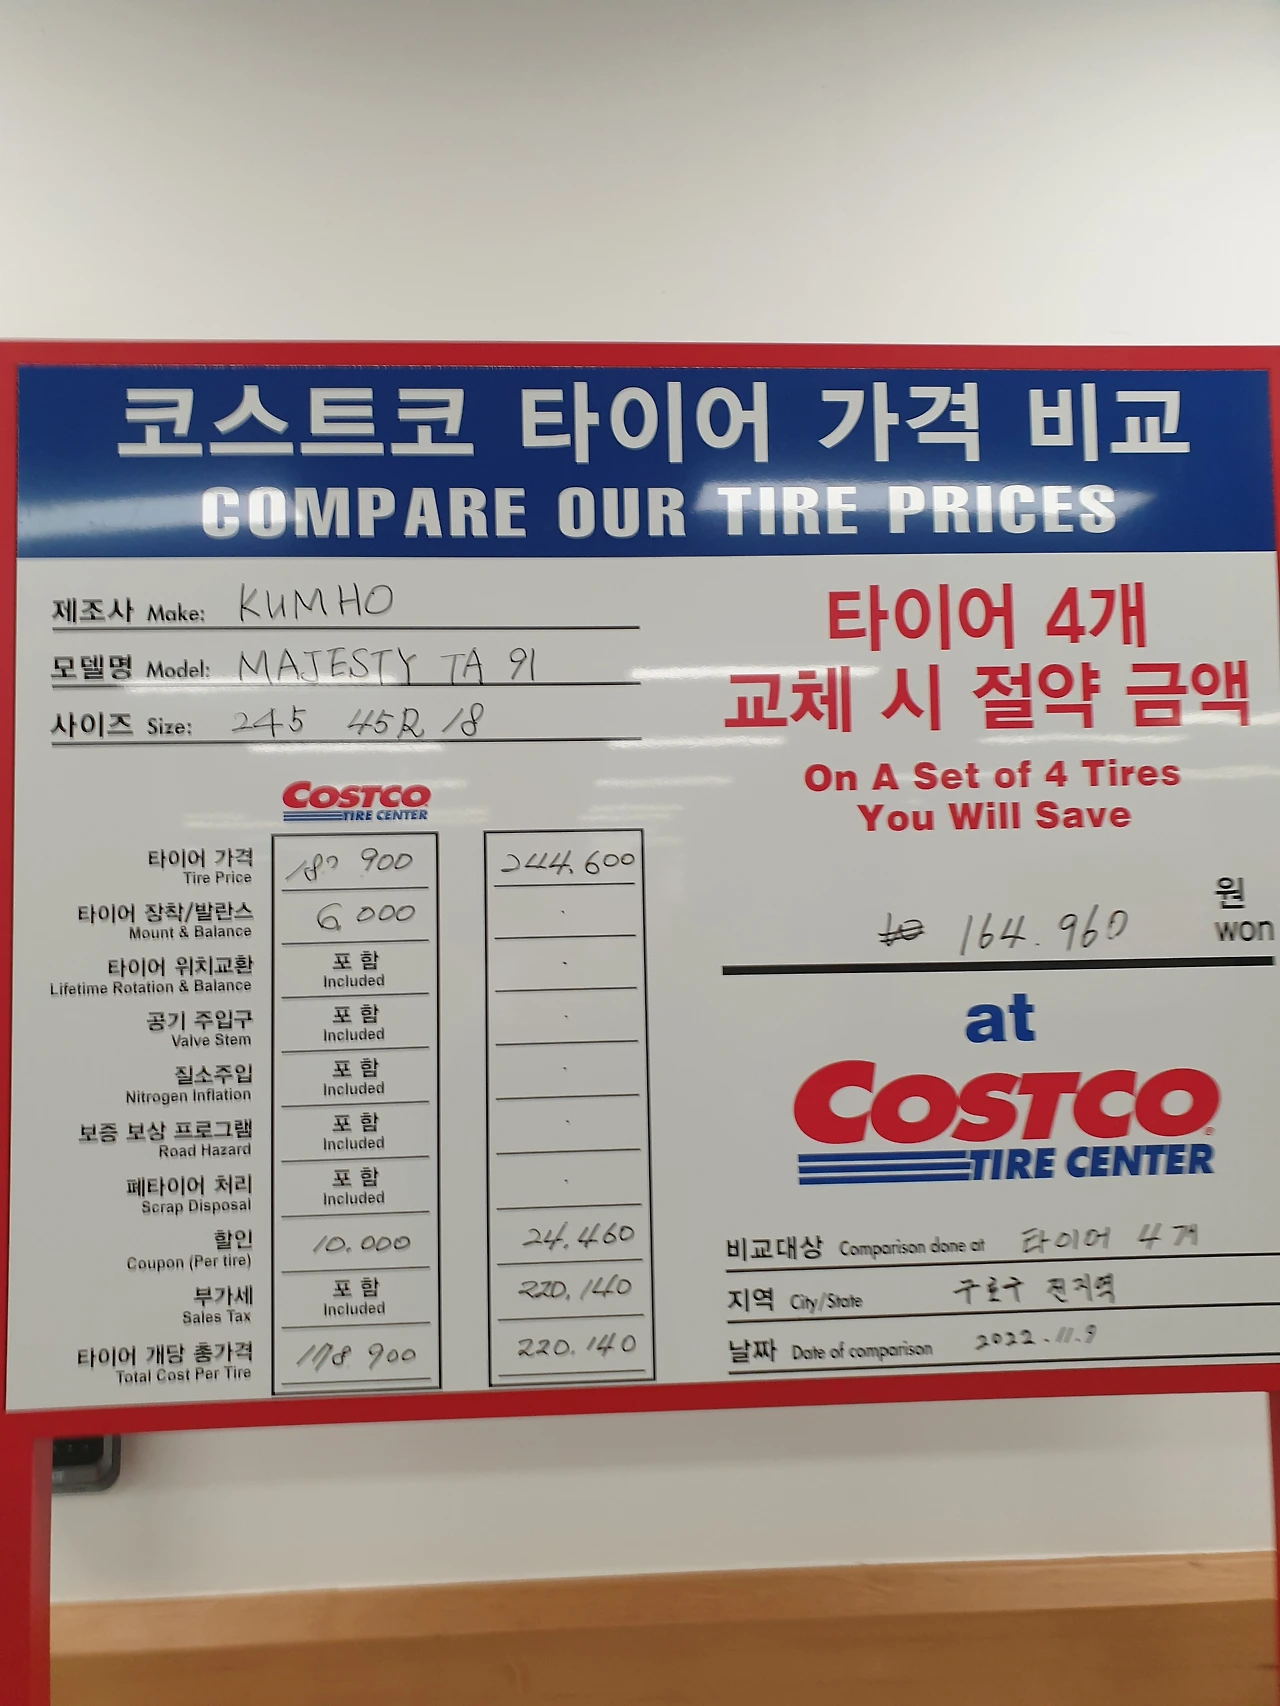 코스트코 타이어 가격 비교
COMPARE OUR TIRE PRICES
제조사 Make: KUMHO
모델명 Model: MAJESTY TA 91
사이즈 Size: 245 45R 18
타이어 4개
교체 시 절약 금액
On A Set of 4 Tires
You Will Save
164.960 원 won
at
COSTCO
TIRE CENTER
COSTCO
TIRE CENTER
타이어 가격 900 244.600
Tire Price
타이어 장착/발란스 6,000
Mount & Balance
타이어 위치교환 포 함
Lifetime Rotation & Balance Included
공기 주입구 포 함
Valve Stem Included
질소주입 포 함
Nitrogen Inflation Included
보증 보상 프로그램 포 함
Road Hazard Included
폐타이어 처리 포 함
Scrap Disposal Included
할인 10.000 24.460
Coupon (Per tire)
부가세 포 함 220,140
Sales Tax Included
타이어 개당 총가격 178 900 220.140
Total Cost Per Tire
비교대상 Comparison done at 타이어 4개
지역 City/State 구로구 전지역
날짜 Date of comparison 2022.11.9